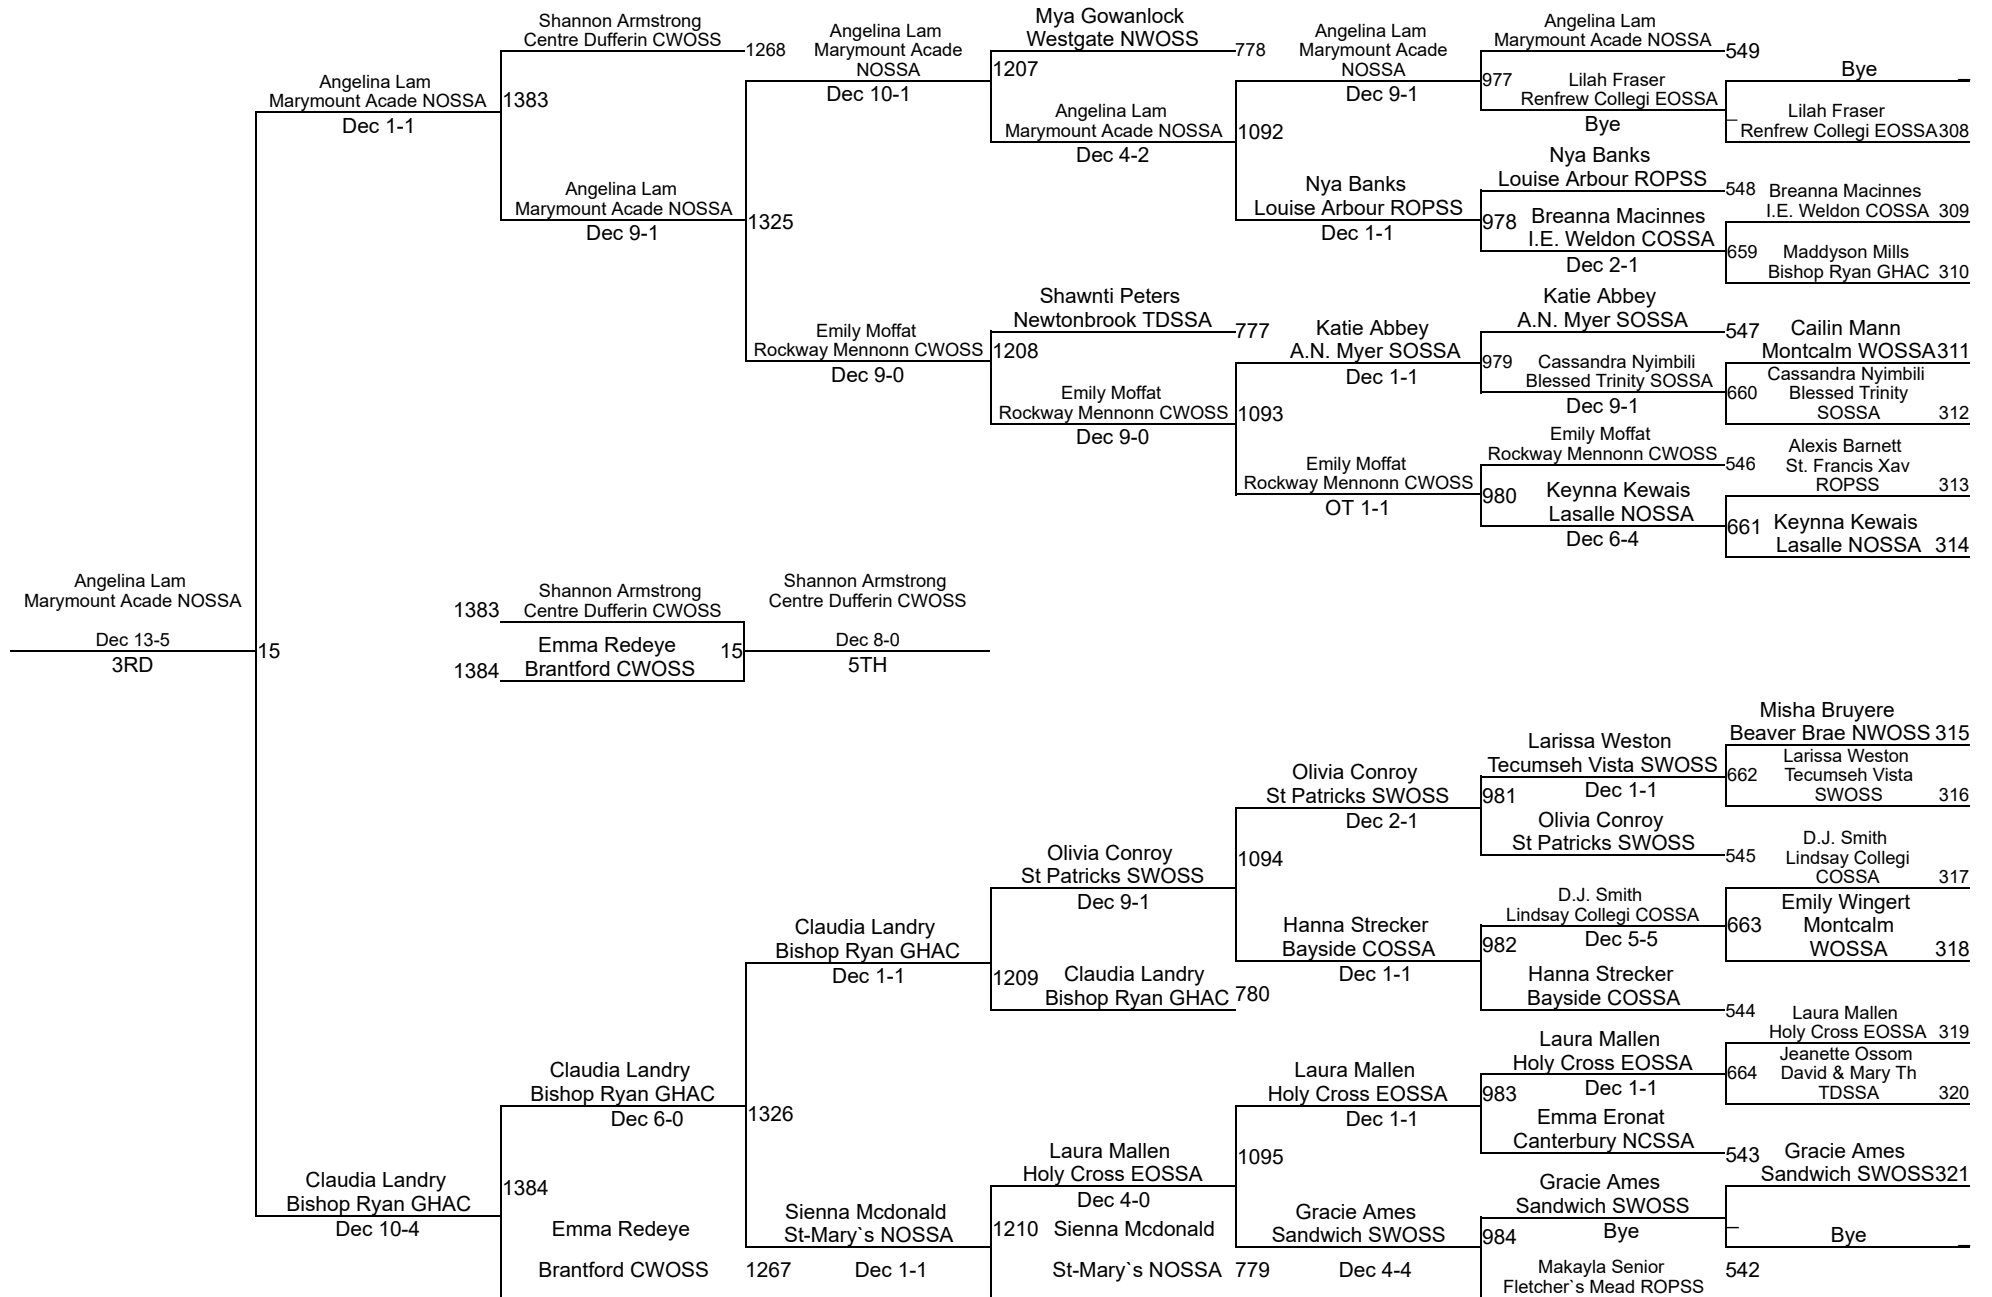 Shannon Armstrong
Centre Dufferin CWOSS
1268
Angelina Lam
Marymount Acade
NOSSA
Dec 10-1
Mya Gowanlock
Westgate NWOSS
778
Angelina Lam
Marymount Acade
NOSSA
Dec 9-1
Angelina Lam
Marymount Acade NOSSA
549
Bye _
977
Lilah Fraser
Renfrew Collegi EOSSA
Bye
_
Lilah Fraser
Renfrew Collegi EOSSA308
Angelina Lam
Marymount Acade NOSSA
Dec 1-1
1383
1207
Angelina Lam
Marymount Acade NOSSA
Dec 4-2
1092
Nya Banks
Louise Arbour ROPSS
548
Breanna Macinnes
I.E. Weldon COSSA 309
Angelina Lam
Marymount Acade NOSSA
Dec 9-1
1325
Nya Banks
Louise Arbour ROPSS
Dec 1-1
978
Breanna Macinnes
I.E. Weldon COSSA
Dec 2-1
659
Maddyson Mills
Bishop Ryan GHAC 310
Shawnti Peters
Newtonbrook TDSSA
777
Katie Abbey
A.N. Myer SOSSA
547
Cailin Mann
Montcalm WOSSA311
Emily Moffat
Rockway Mennonn CWOSS
Dec 9-0
1208
Katie Abbey
A.N. Myer SOSSA
Dec 1-1
979
Cassandra Nyimbili
Blessed Trinity SOSSA
Dec 9-1
660
Cassandra Nyimbili
Blessed Trinity
SOSSA 312
Emily Moffat
Rockway Mennonn CWOSS
Dec 9-0
1093
Emily Moffat
Rockway Mennonn CWOSS
546
Alexis Barnett
St. Francis Xav
ROPSS 313
Emily Moffat
Rockway Mennonn CWOSS
OT 1-1
980
Keynna Kewais
Lasalle NOSSA
Dec 6-4
661
Keynna Kewais
Lasalle NOSSA 314
Angelina Lam
Marymount Acade NOSSA
Dec 13-5
3RD
15
1383
Shannon Armstrong
Centre Dufferin CWOSS
1384
Emma Redeye
Brantford CWOSS
15
Shannon Armstrong
Centre Dufferin CWOSS
Dec 8-0
5TH
Misha Bruyere
Beaver Brae NWOSS 315
Larissa Weston
Tecumseh Vista SWOSS
Dec 1-1
662
Larissa Weston
Tecumseh Vista
SWOSS 316
Olivia Conroy
St Patricks SWOSS
Dec 2-1
981
Olivia Conroy
St Patricks SWOSS
545
D.J. Smith
Lindsay Collegi
COSSA 317
Olivia Conroy
St Patricks SWOSS
Dec 9-1
1094
D.J. Smith
Lindsay Collegi COSSA
Dec 5-5
663
Emily Wingert
Montcalm
WOSSA 318
Claudia Landry
Bishop Ryan GHAC
Dec 1-1
1209
Claudia Landry
Bishop Ryan GHAC
780
Hanna Strecker
Bayside COSSA
Dec 1-1
982
Hanna Strecker
Bayside COSSA
544
Laura Mallen
Holy Cross EOSSA 319
Claudia Landry
Bishop Ryan GHAC
Dec 6-0
1326
Laura Mallen
Holy Cross EOSSA
Dec 1-1
983
Laura Mallen
Holy Cross EOSSA
Dec 1-1
664
Jeanette Ossom
David & Mary Th
TDSSA 320
Emma Eronat
Canterbury NCSSA
543
Gracie Ames
Sandwich SWOSS321
Claudia Landry
Bishop Ryan GHAC
Dec 10-4
1384
Laura Mallen
Holy Cross EOSSA
Dec 4-0
1095
Gracie Ames
Sandwich SWOSS
Bye
_
Bye _
Emma Redeye
Brantford CWOSS
1267
Sienna Mcdonald
St-Mary`s NOSSA
Dec 1-1
1210
Sienna Mcdonald
St-Mary`s NOSSA
779
Gracie Ames
Sandwich SWOSS
Dec 4-4
984
Makayla Senior
Fletcher`s Mead ROPSS
542